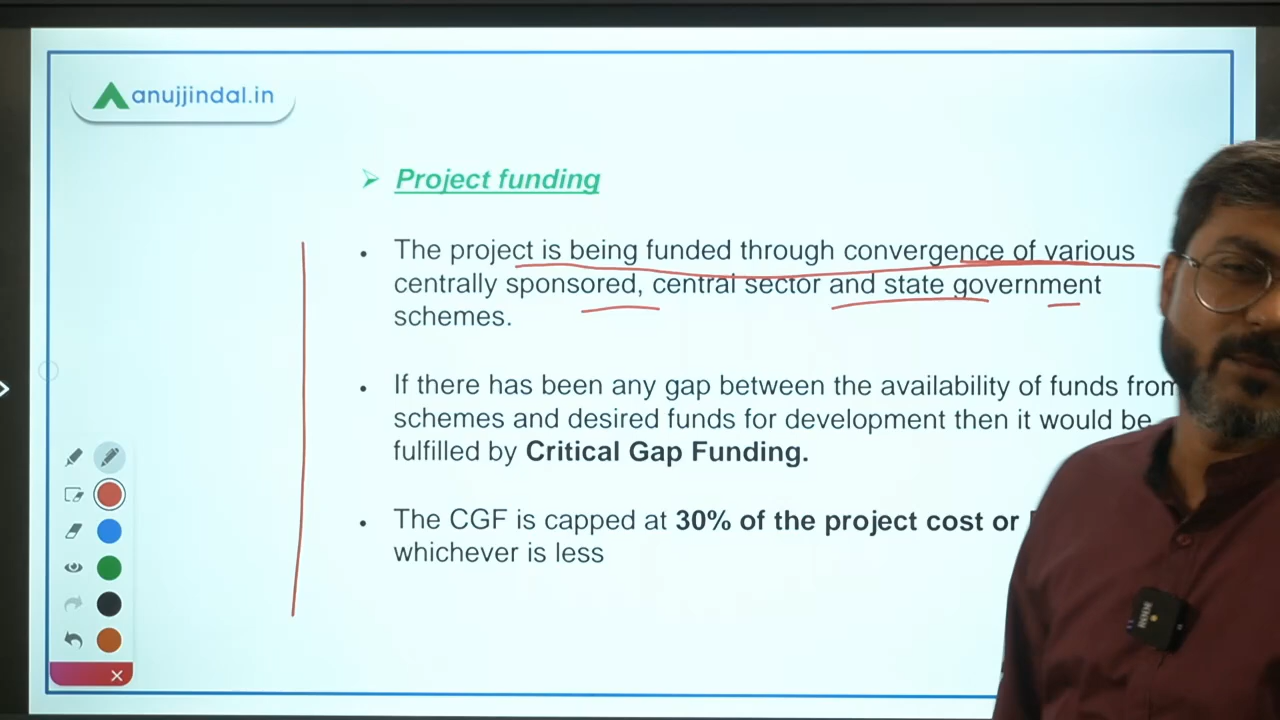 anujjindal.in
Project funding
The project is being funded through convergence of various
centrally sponsored, central sector and state government
schemes.
If there has been any gap between the availability of funds from
schemes and desired funds for development then it would be
fulfilled by Critical Gap Funding.
The CGF is capped at 30% of the project cost or
whichever is less
RODE